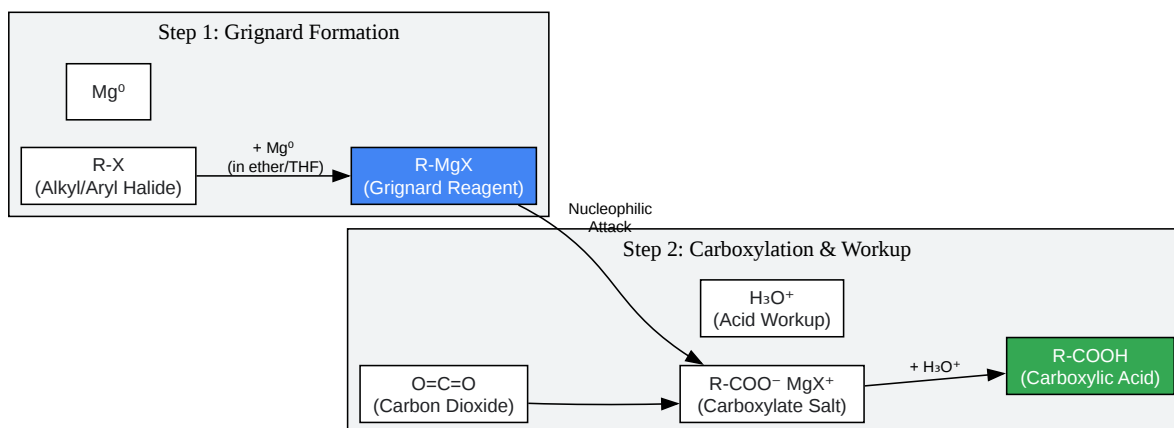 Step 1: Grignard Formation
Mg⁰
R-X
(Alkyl/Aryl Halide)
+ Mg⁰
(in ether/THF)
R-MgX
(Grignard Reagent)
Nucleophilic
Attack
Step 2: Carboxylation & Workup
H₃O⁺
(Acid Workup)
O=C=O
(Carbon Dioxide)
R-COO⁻ MgX⁺
(Carboxylate Salt)
+ H₃O⁺
R-COOH
(Carboxylic Acid)